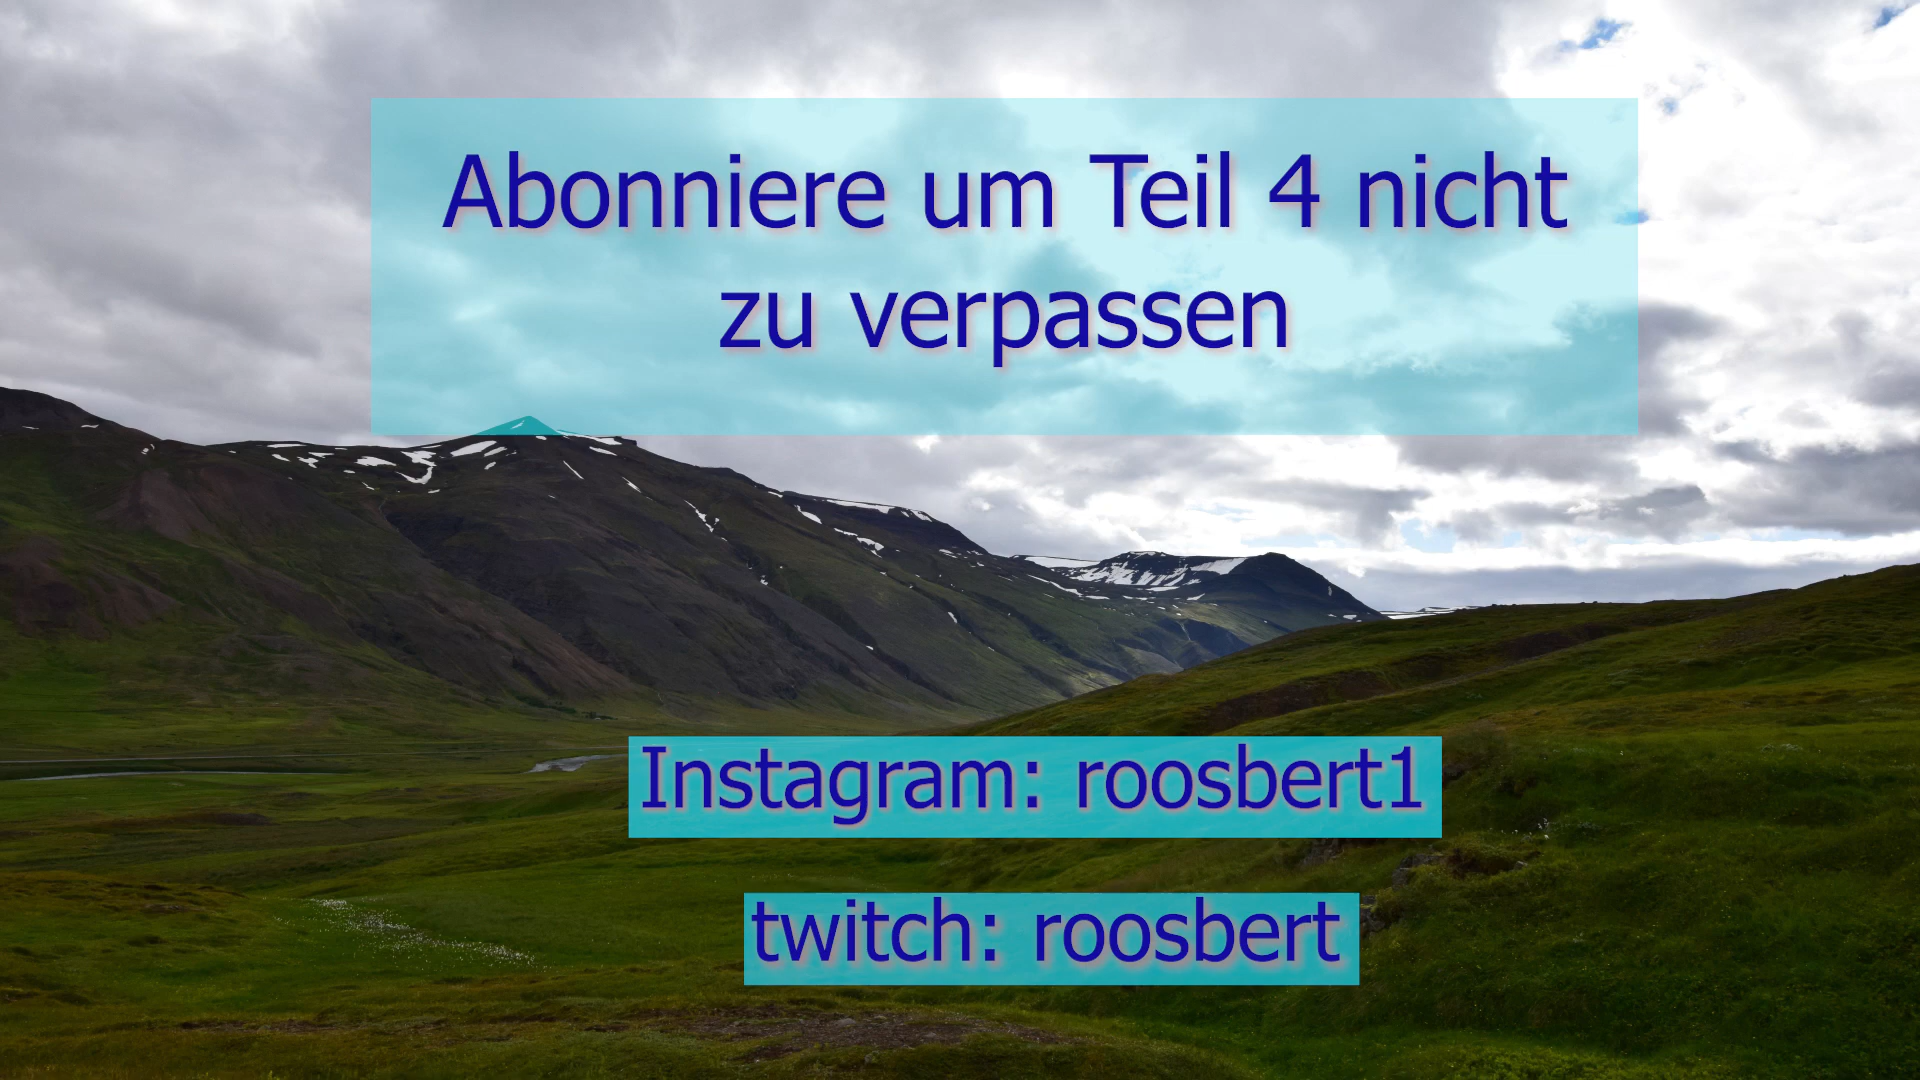 Abonniere um Teil 4 nicht
zu verpassen
Instagram: roosbert1
twitch: roosbert